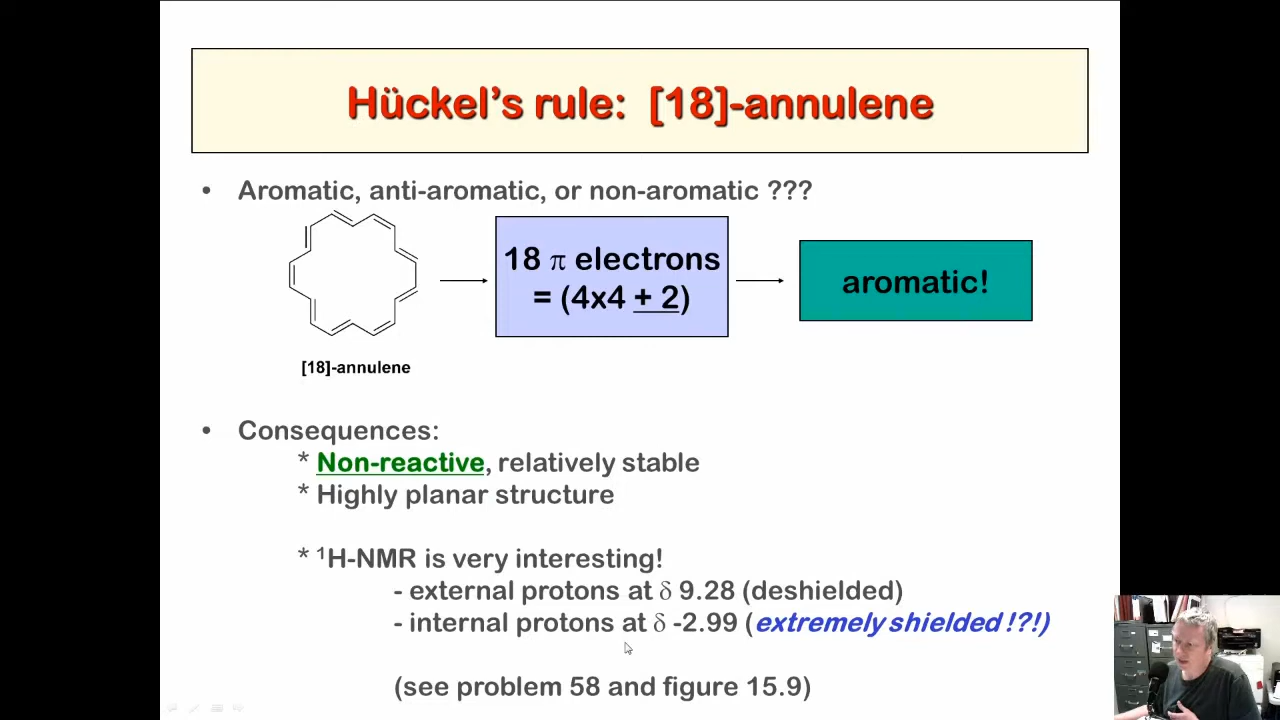 Hückel's rule: [18]-annulene
• Aromatic, anti-aromatic, or non-aromatic ???
18 π electrons
= (4x4 + 2)
aromatic!
[18]-annulene
• Consequences:
* Non-reactive, relatively stable
* Highly planar structure
* ¹H-NMR is very interesting!
- external protons at δ 9.28 (deshielded)
- internal protons at δ -2.99 (extremely shielded !?!)
(see problem 58 and figure 15.9)